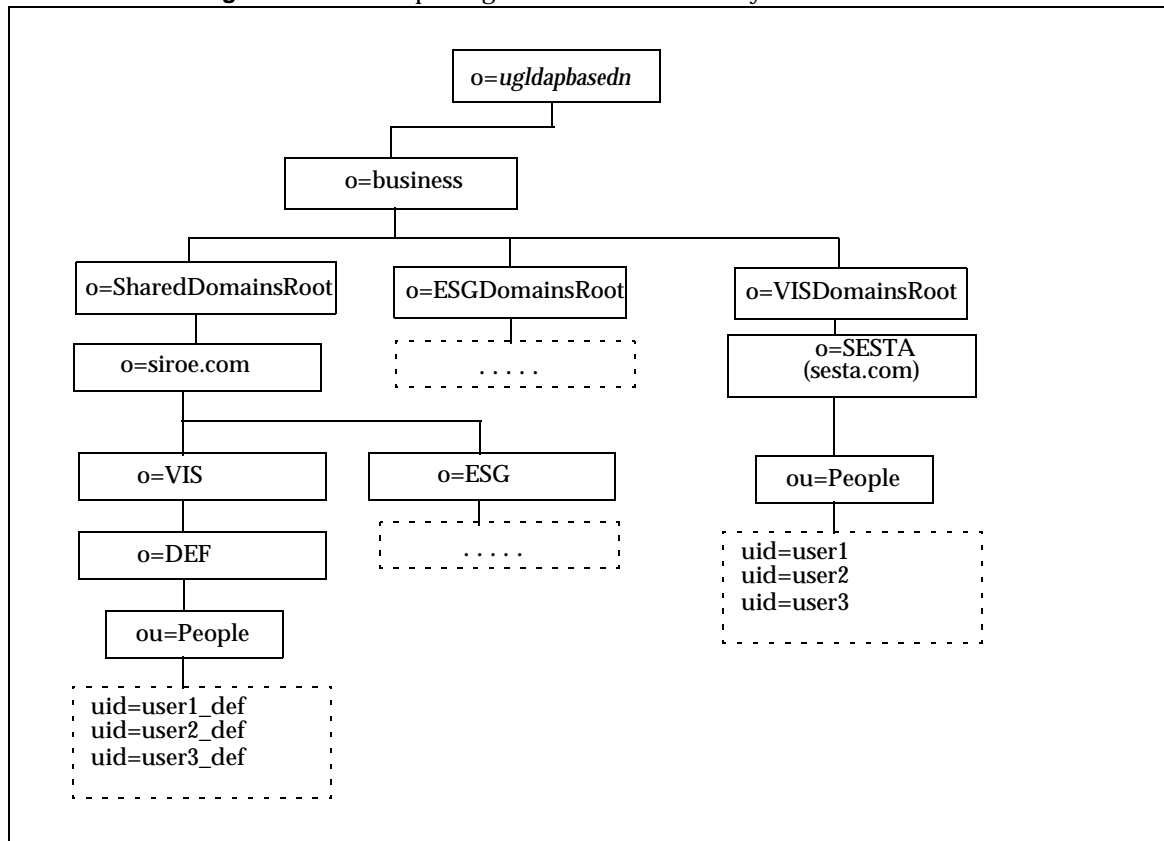 o=ugldapbasedn
o=business
o=SharedDomainsRoot
o=ESGDomainsRoot
o=VISDomainsRoot
o=siroe.com
. . . . .
o=SESTA
(sesta.com)
o=VIS
o=ESG
ou=People
o=DEF
. . . . .
uid=user1
uid=user2
uid=user3
ou=People
uid=user1_def
uid=user2_def
uid=user3_def